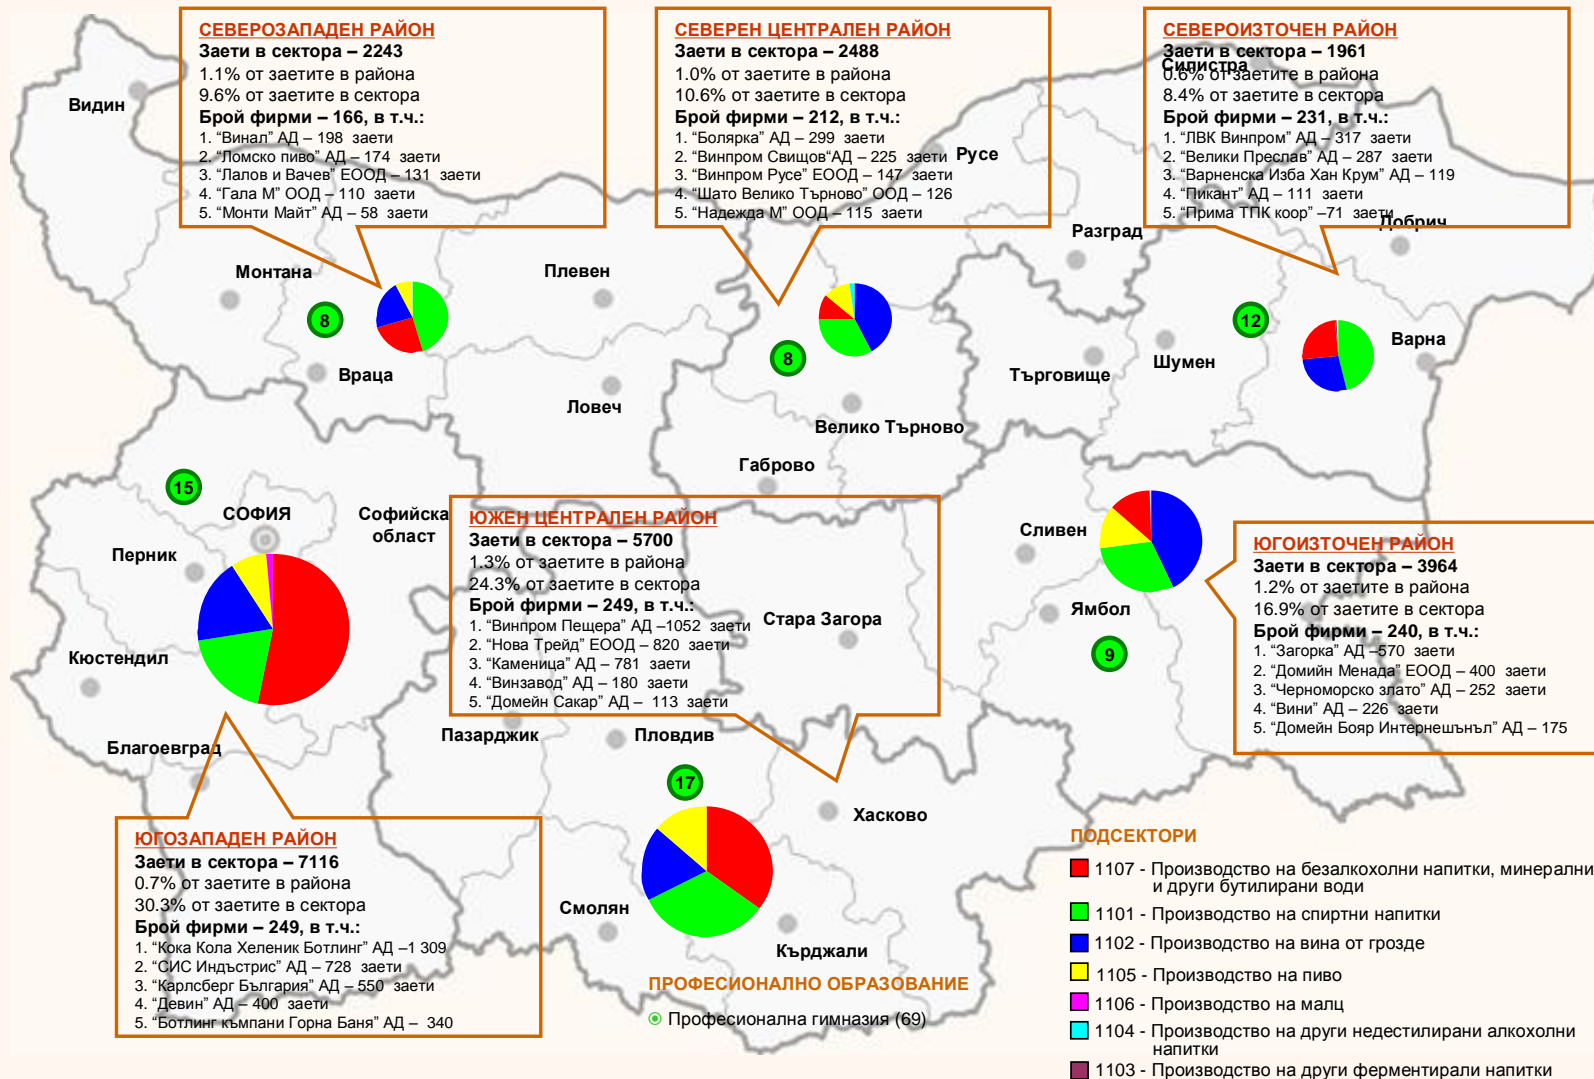 СЕВЕРОЗАПАДЕН РАЙОН
Заети в сектора – 2243
1.1% от заетите в района
9.6% от заетите в сектора
Брой фирми – 166, в т.ч.:
1. “Винал” АД – 198 заети
2. “Ломско пиво” АД – 174 заети
3. “Лалов и Вачев” ЕООД – 131 заети
4. “Гала М” ООД – 110 заети
5. “Монти Майт” АД – 58 заети
СЕВЕРЕН ЦЕНТРАЛЕН РАЙОН
Заети в сектора – 2488
1.0% от заетите в района
10.6% от заетите в сектора
Брой фирми – 212, в т.ч.:
1. “Болярка” АД – 299 заети
2. “Винпром Свищов“АД – 225 заети
3. “Винпром Русе” ЕООД – 147 заети
4. “Шато Велико Търново” ООД – 126
5. “Надежда М” ООД – 115 заети
СЕВЕРОИЗТОЧЕН РАЙОН
Заети в сектора – 1961
Силистра
0.6% от заетите в района
8.4% от заетите в сектора
Брой фирми – 231, в т.ч.:
1. “ЛВК Винпром” АД – 317 заети
2. “Велики Преслав” АД – 287 заети
3. “Варненска Изба Хан Крум” АД – 119
4. “Пикант” АД – 111 заети
5. “Прима ТПК коор” –71 заети
Видин
Русе
Добрич
Разград
Монтана
Плевен
8
12
Варна
8
Враца
Шумен
Търговище
Ловеч
Велико Търново
Габрово
15
СОФИЯ
Софийска
област
Перник
Сливен
ЮЖЕН ЦЕНТРАЛЕН РАЙОН
Заети в сектора – 5700
1.3% от заетите в района
24.3% от заетите в сектора
Брой фирми – 249, в т.ч.:
1. “Винпром Пещера” АД –1052 заети
2. “Нова Трейд” ЕООД – 820 заети
3. “Каменица” АД – 781 заети
4. “Винзавод” АД – 180 заети
5. “Домейн Сакар” АД – 113 заети
Стара Загора
Ямбол
9
ЮГОИЗТОЧЕН РАЙОН
Заети в сектора – 3964
1.2% от заетите в района
16.9% от заетите в сектора
Брой фирми – 240, в т.ч.:
1. “Загорка” АД –570 заети
2. “Домийн Менада” ЕООД – 400 заети
3. “Черноморско злато” АД – 252 заети
4. “Вини” АД – 226 заети
5. “Домейн Бояр Интернешънъл” АД – 175
Кюстендил
Благоевград
Пазарджик
Пловдив
17
Хасково
Смолян
Кърджали
ЮГОЗАПАДЕН РАЙОН
Заети в сектора – 7116
0.7% от заетите в района
30.3% от заетите в сектора
Брой фирми – 249, в т.ч.:
1. “Кока Кола Хеленик Ботлинг” АД –1 309
2. “СИС Индъстрис” АД – 728 заети
3. “Карлсберг България” АД – 550 заети
4. “Девин” АД – 400 заети
5. “Ботлинг къмпани Горна Баня” АД – 340
ПРОФЕСИОНАЛНО ОБРАЗОВАНИЕ
Професионална гимназия (69)
ПОДСЕКТОРИ
1107 - Производство на безалкохолни напитки, минерални
и други бутилирани води
1101 - Производство на спиртни напитки
1102 - Производство на вина от грозде
1105 - Производство на пиво
1106 - Производство на малц
1104 - Производство на други недестилирани алкохолни
напитки
1103 - Производство на други ферментирали напитки